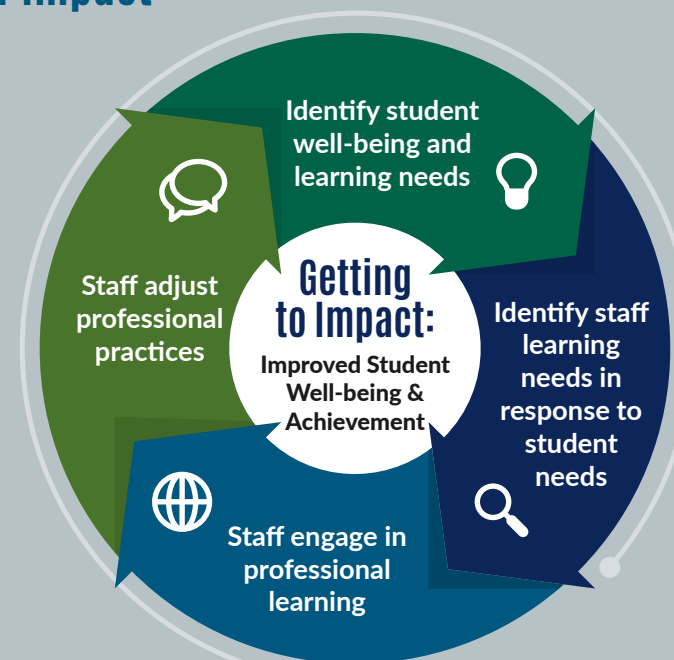 Impact
Identify student
well-being and
learning needs
Identify staff
learning
needs in
response to
student
needs
Staff engage in
professional
learning
Staff adjust
professional
practices
Getting
to Impact:
Improved Student
Well-being &
Achievement